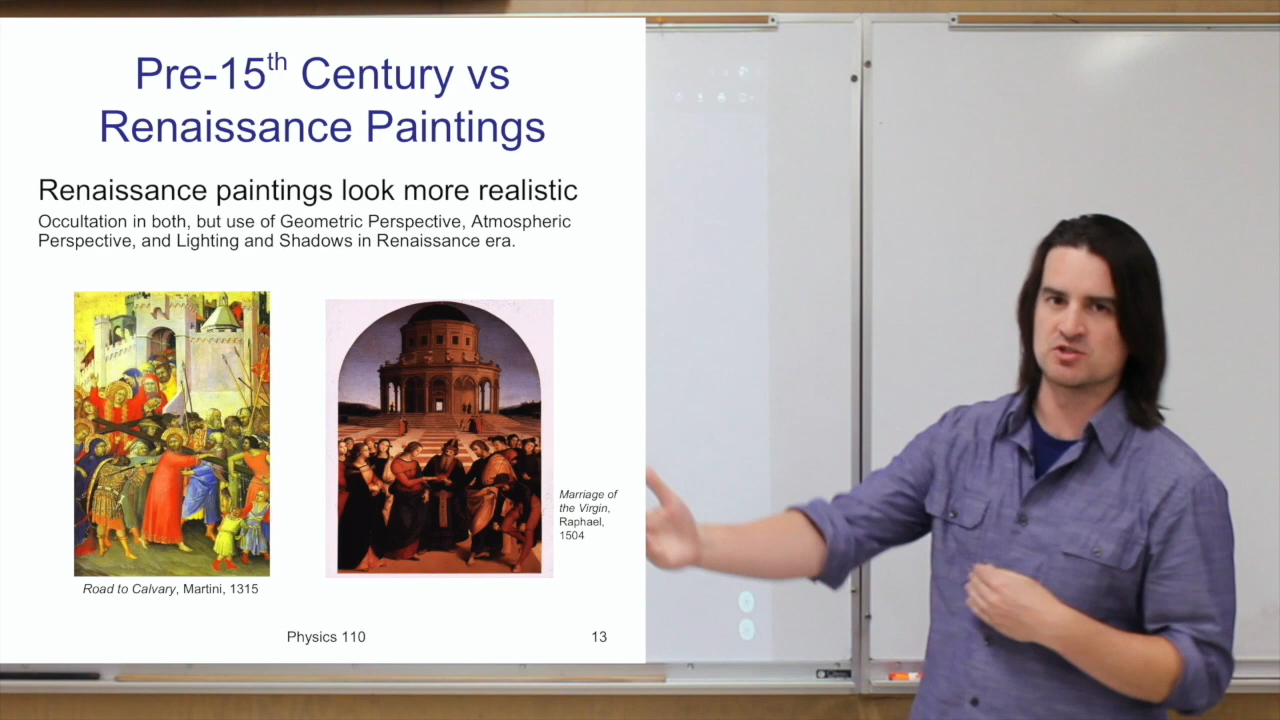 Pre-15th Century vs
Renaissance Paintings
Renaissance paintings look more realistic
Occultation in both, but use of Geometric Perspective, Atmospheric
Perspective, and Lighting and Shadows in Renaissance era.
Marriage of
the Virgin,
Raphael,
1504
Road to Calvary, Martini, 1315
Physics 110
13